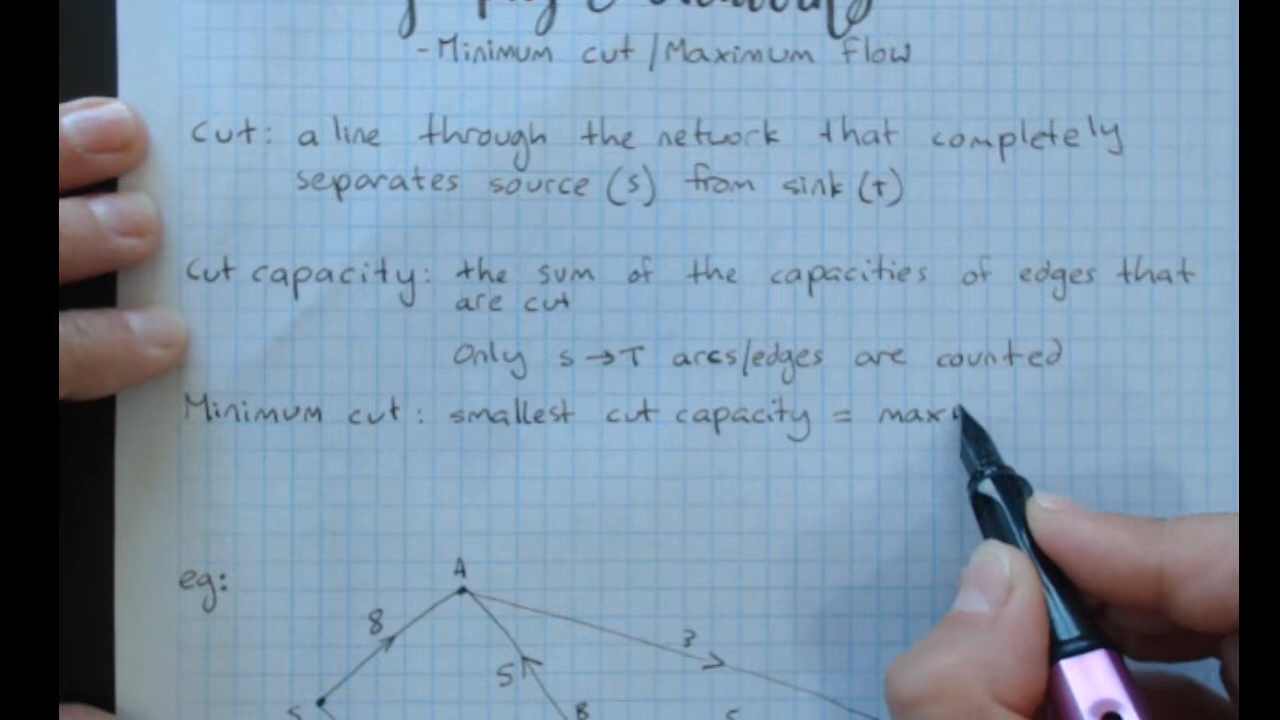 - Minimum cut / Maximum flow
cut: a line through the network that completely
separates source (s) from sink (T)
cut capacity: the sum of the capacities of edges that
are cut
Only s → T arcs/edges are counted
Minimum cut: smallest cut capacity = max
eg:
A
8
3
5
S
B